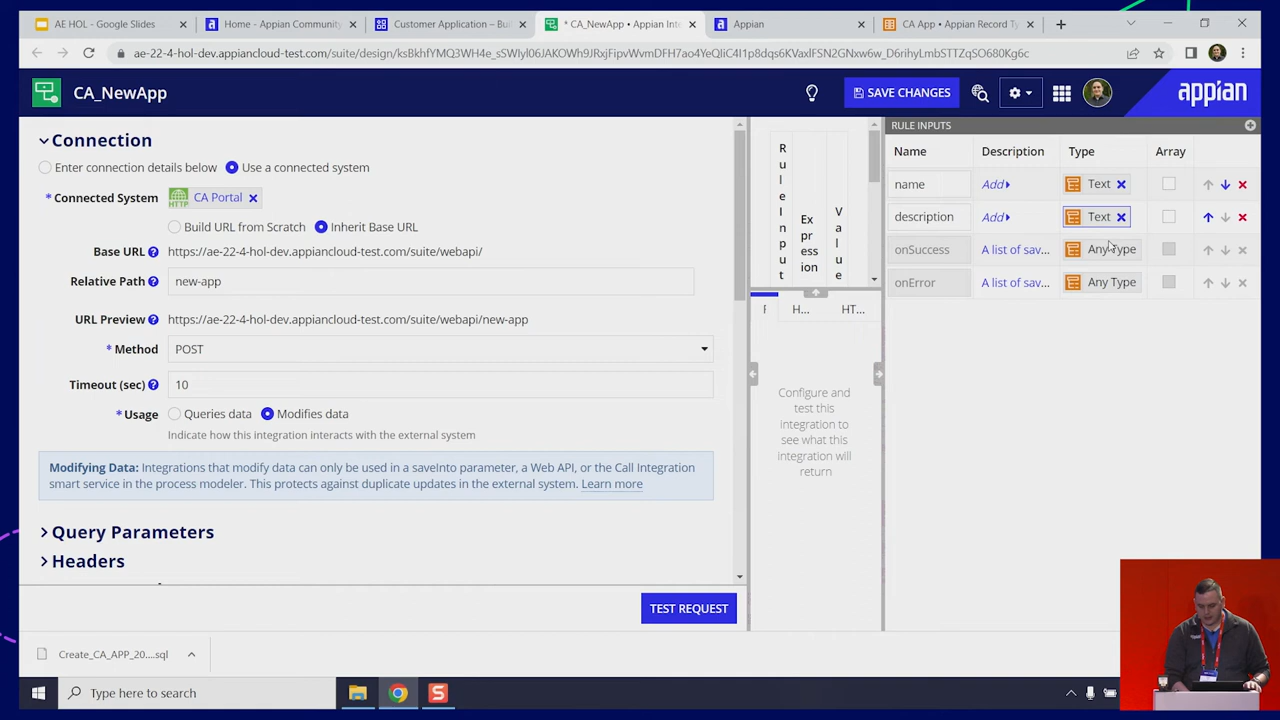 AE HOL - Google Slides
Home - Appian Community
Customer Application – Buil
* CA_NewApp • Appian Inte
Appian
CA App • Appian Record Ty
ae-22-4-hol-dev.appiancloud-test.com/suite/design/
CA_NewApp
SAVE CHANGES
appian
Connection
Enter connection details below
Use a connected system
* Connected System
HTTP
CA Portal
Build URL from Scratch
Inherit Base URL
Base URL
https://ae-22-4-hol-dev.appiancloud-test.com/suite/webapi/
Relative Path
new-app
URL Preview
https://ae-22-4-hol-dev.appiancloud-test.com/suite/webapi/new-app
* Method
POST
Timeout (sec)
10
* Usage
Queries data
Modifies data
Indicate how this integration interacts with the external system
Modifying Data: Integrations that modify data can only be used in a saveInto parameter, a Web API, or the Call Integration
smart service in the process modeler. This protects against duplicate updates in the external system. Learn more
Query Parameters
Headers
TEST REQUEST
Rule Input
Expression
Value
H...
HT...
Configure and
test this
integration to
see what this
integration will
return
RULE INPUTS
Name Description Type Array
name Add Text
description Add Text
onSuccess A list of sav... Any Type
onError A list of sav... Any Type
Create_CA_APP_20....sql
Type here to search